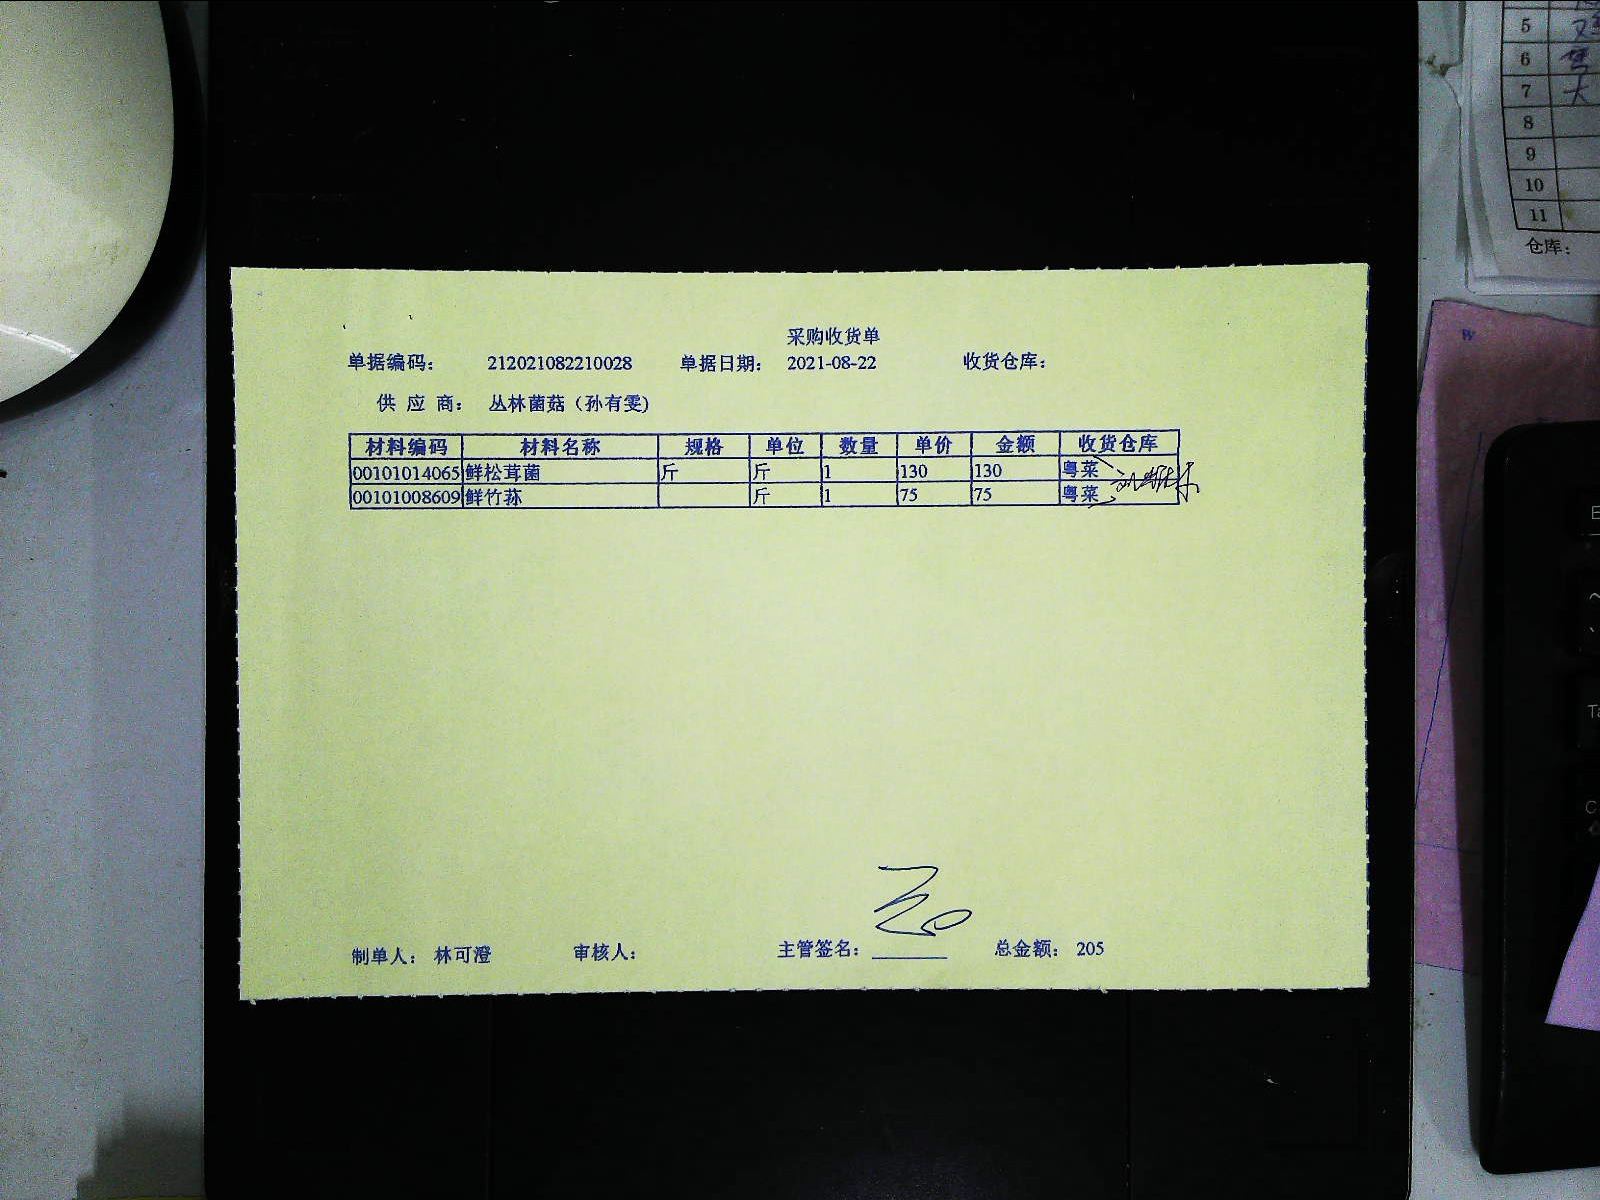 采购收货单
单据编码: 212021082210028 单据日期: 2021-08-22 收货仓库:
供 应 商: 丛林菌菇（孙有雯)
材料编码 材料名称 规格 单位 数量 单价 金额 收货仓库
00101014065 鲜松茸菌 斤 斤 1 130 130 粤菜
00101008609 鲜竹荪 斤 1 75 75 粤菜
制单人: 林可澄 审核人: 主管签名: 总金额: 205
5
6
7 大
8
9
10
11
仓库: